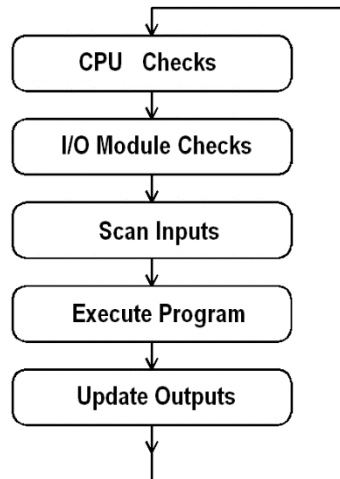 CPU Checks
I/O Module Checks
Scan Inputs
Execute Program
Update Outputs